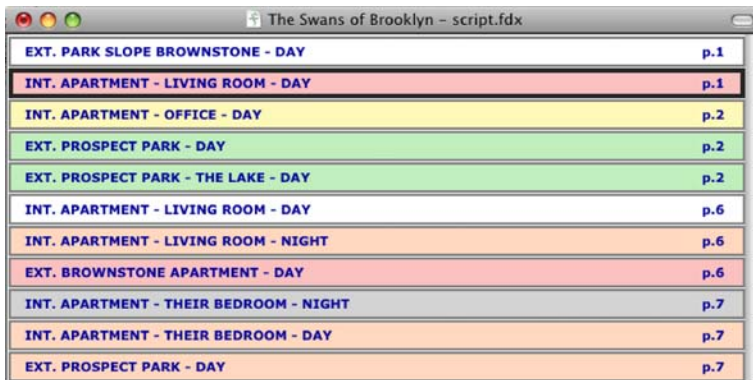 The Swans of Brooklyn – script.fdx
EXT. PARK SLOPE BROWNSTONE - DAY p.1
INT. APARTMENT - LIVING ROOM - DAY p.1
INT. APARTMENT - OFFICE - DAY p.2
EXT. PROSPECT PARK - DAY p.2
EXT. PROSPECT PARK - THE LAKE - DAY p.2
INT. APARTMENT - LIVING ROOM - DAY p.6
INT. APARTMENT - LIVING ROOM - NIGHT p.6
EXT. BROWNSTONE APARTMENT - DAY p.6
INT. APARTMENT - THEIR BEDROOM - NIGHT p.7
INT. APARTMENT - THEIR BEDROOM - DAY p.7
EXT. PROSPECT PARK - DAY p.7